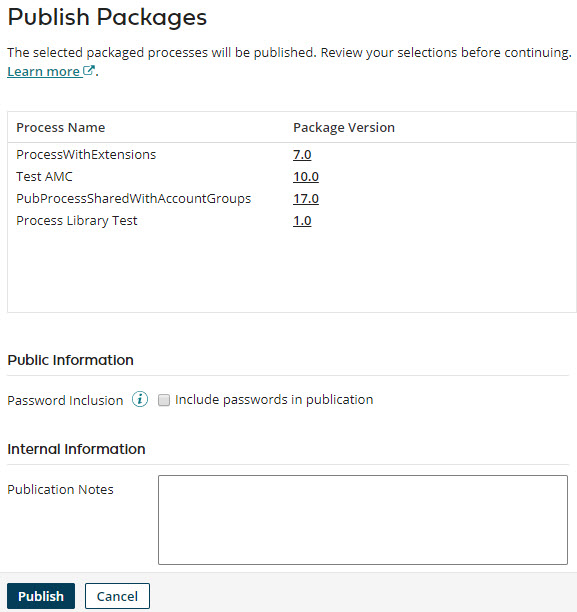 Publish Packages
The selected packaged processes will be published. Review your selections before continuing.
Learn more.
Process Name Package Version
ProcessWithExtensions 7.0
Test AMC 10.0
PubProcessSharedWithAccountGroups 17.0
Process Library Test 1.0
Public Information
Password Inclusion i Include passwords in publication
Internal Information
Publication Notes
Publish Cancel